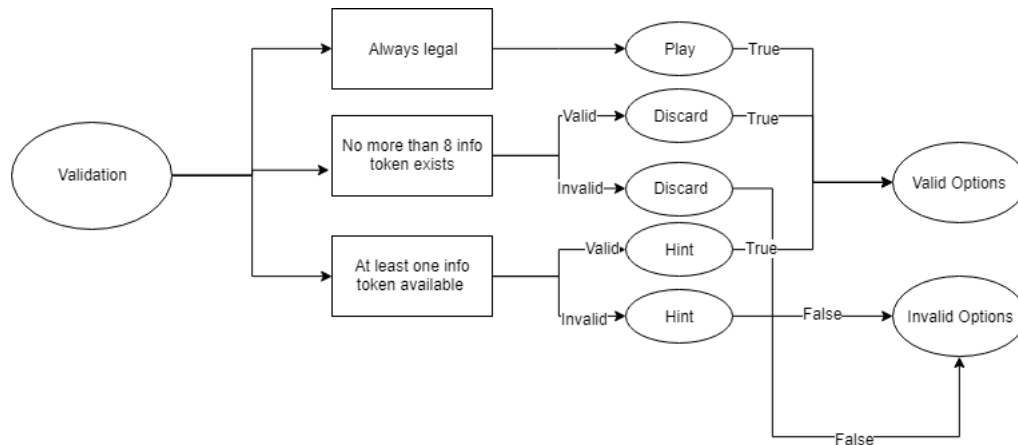 Always legal
Play
True
No more than 8 info
token exists
Valid
Discard
True
Validation
Invalid
Discard
Valid Options
At least one info
token available
Valid
Hint
True
Invalid
Hint
False
Invalid Options
False